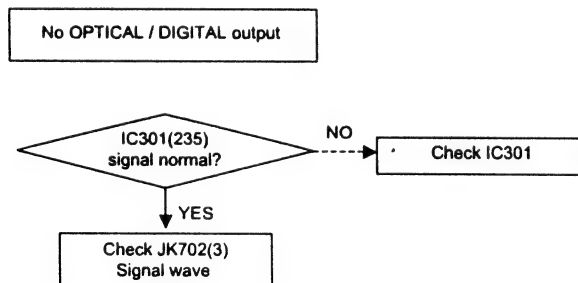 No OPTICAL / DIGITAL output
IC301(235)
signal normal?
NO
Check IC301
YES
Check JK702(3)
Signal wave